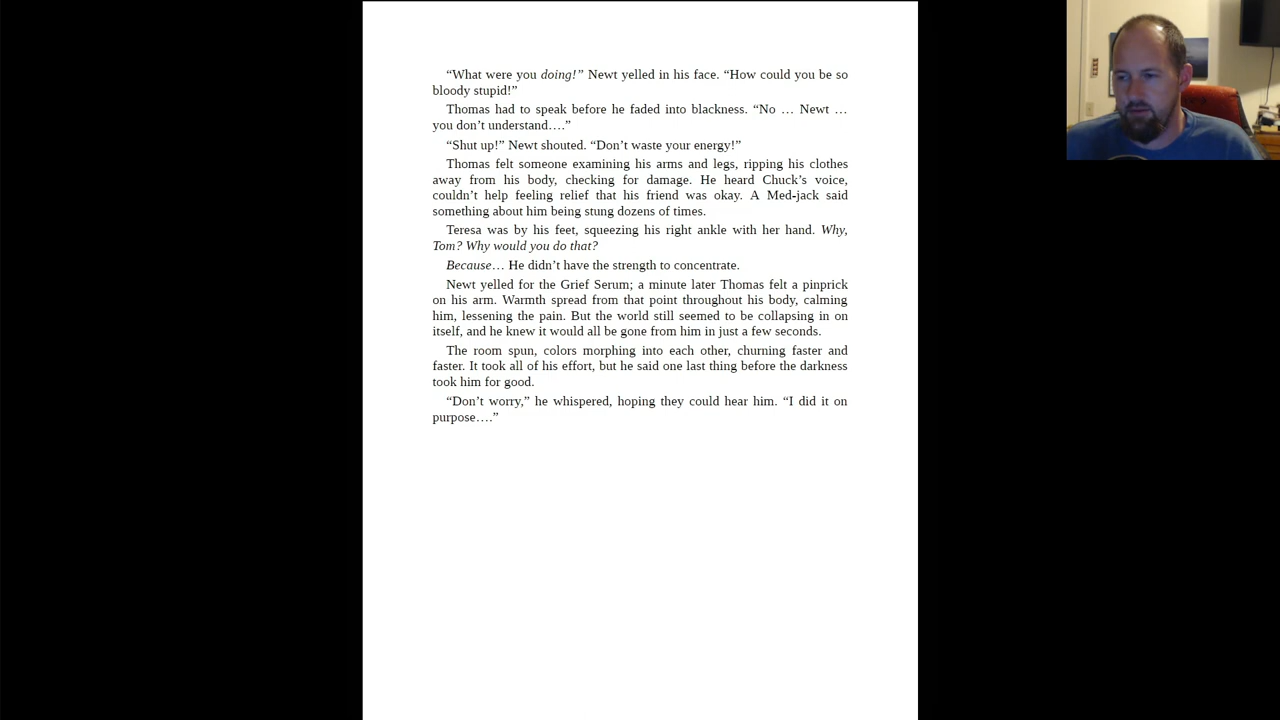 “What were you doing!” Newt yelled in his face. “How could you be so
bloody stupid!”
Thomas had to speak before he faded into blackness. “No … Newt …
you don’t understand….”
“Shut up!” Newt shouted. “Don’t waste your energy!”
Thomas felt someone examining his arms and legs, ripping his clothes
away from his body, checking for damage. He heard Chuck’s voice,
couldn’t help feeling relief that his friend was okay. A Med-jack said
something about him being stung dozens of times.
Teresa was by his feet, squeezing his right ankle with her hand. Why,
Tom? Why would you do that?
Because… He didn’t have the strength to concentrate.
Newt yelled for the Grief Serum; a minute later Thomas felt a pinprick
on his arm. Warmth spread from that point throughout his body, calming
him, lessening the pain. But the world still seemed to be collapsing in on
itself, and he knew it would all be gone from him in just a few seconds.
The room spun, colors morphing into each other, churning faster and
faster. It took all of his effort, but he said one last thing before the darkness
took him for good.
“Don’t worry,” he whispered, hoping they could hear him. “I did it on
purpose….”